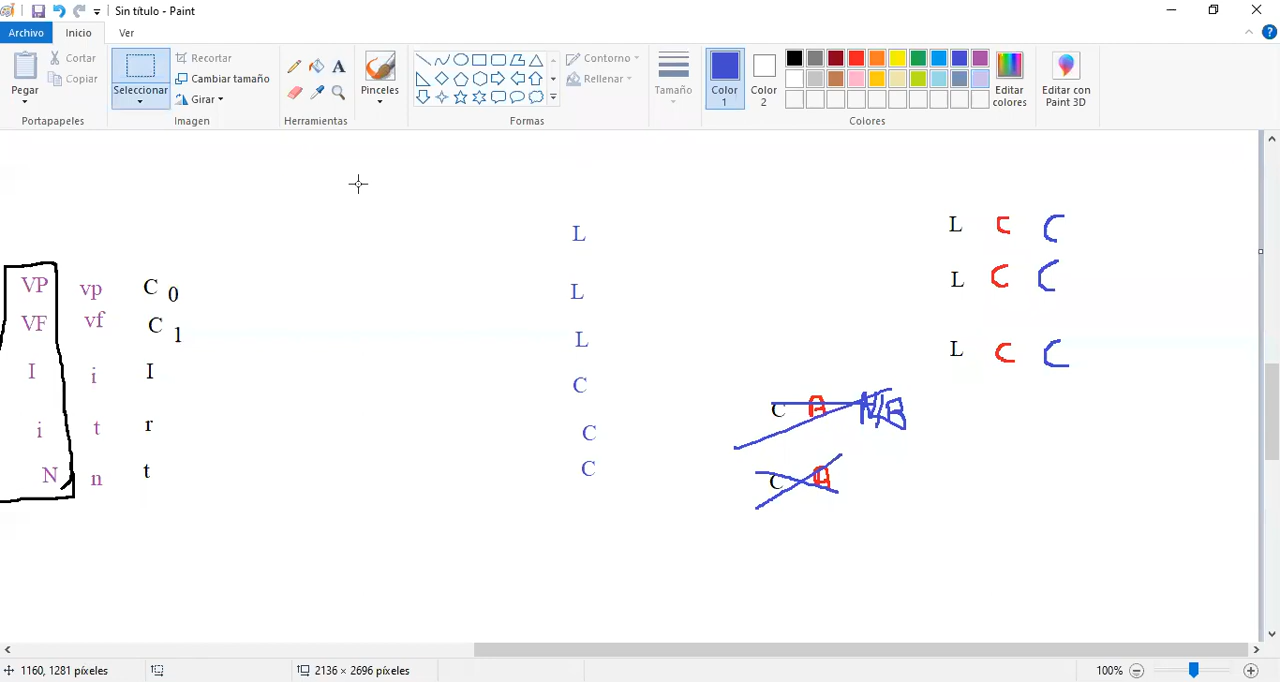 Sin título - Paint
Archivo Inicio Ver
Pegar
Cortar
Copiar
Portapapeles
Seleccionar
Recortar
Cambiar tamaño
Girar
Imagen
A
Herramientas
Pinceles
Contorno
Rellenar
Formas
Tamaño
Color 1
Color 2
Colores
Editar colores
Editar con Paint 3D
VP vp C 0
VF vf C 1
I i I
i t r
N n t
L
L
L
C
C
C
C A N/B
C A
L C C
L C C
L C C
1160, 1281 píxeles
2136 × 2696 píxeles
100%